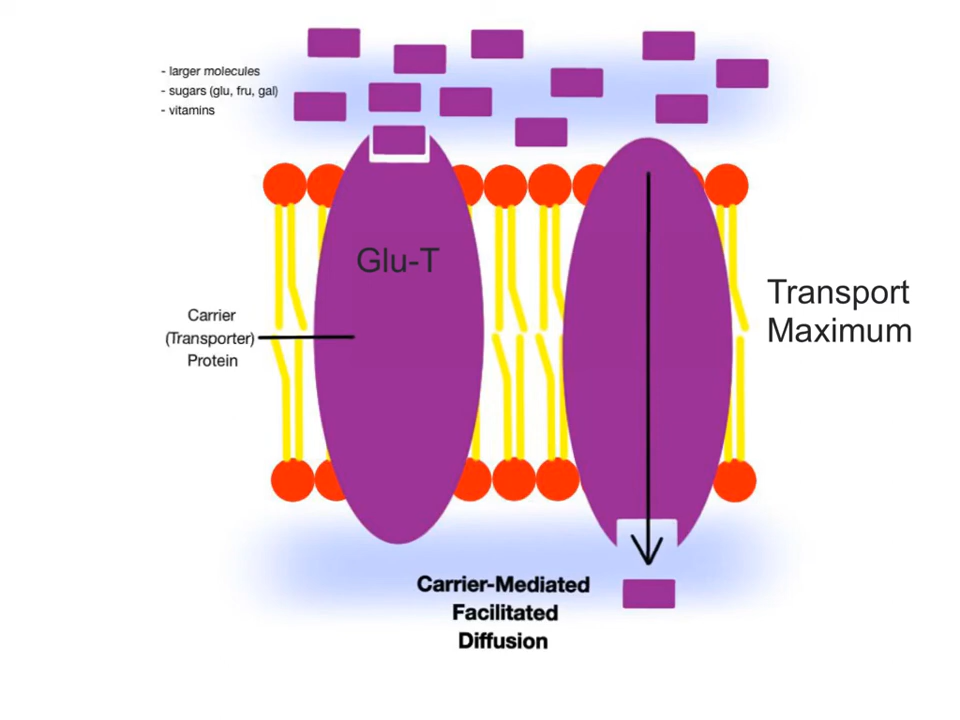 - larger molecules
- sugars (glu, fru, gal)
- vitamins
Glu-T
Carrier
(Transporter)
Protein
Transport
Maximum
Carrier-Mediated
Facilitated
Diffusion